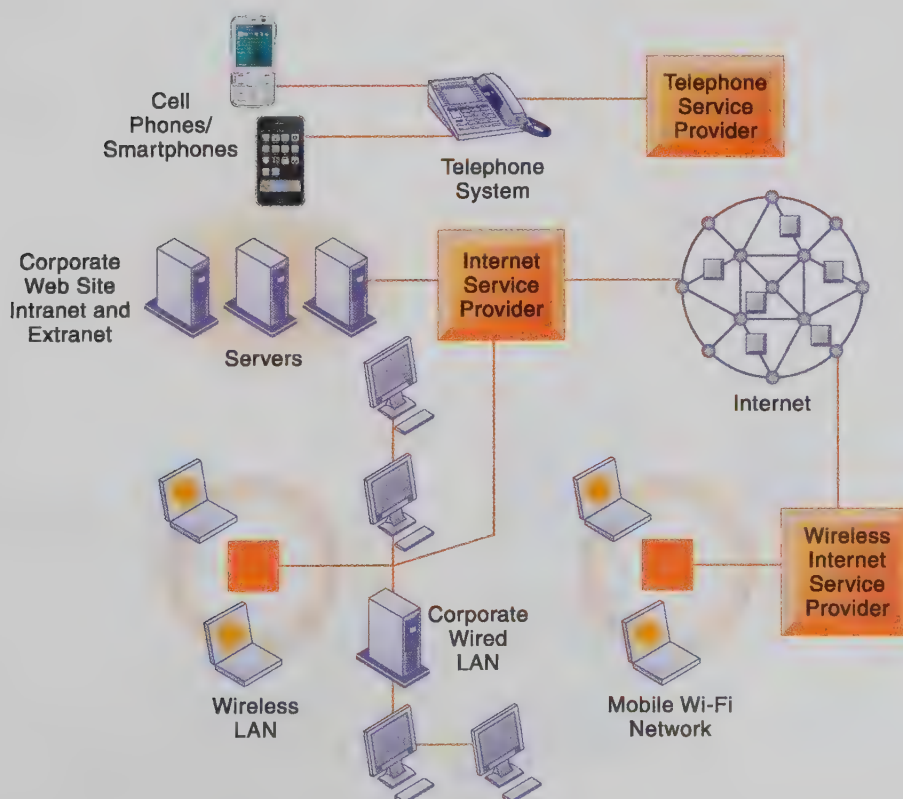 Cell
Phones/
Smartphones
Telephone
System
Telephone
Service
Provider
Corporate
Web Site
Intranet and
Extranet
Servers
Internet
Service
Provider
Internet
Wireless
LAN
Corporate
Wired
LAN
Mobile Wi-Fi
Network
Wireless
Internet
Service
Provider